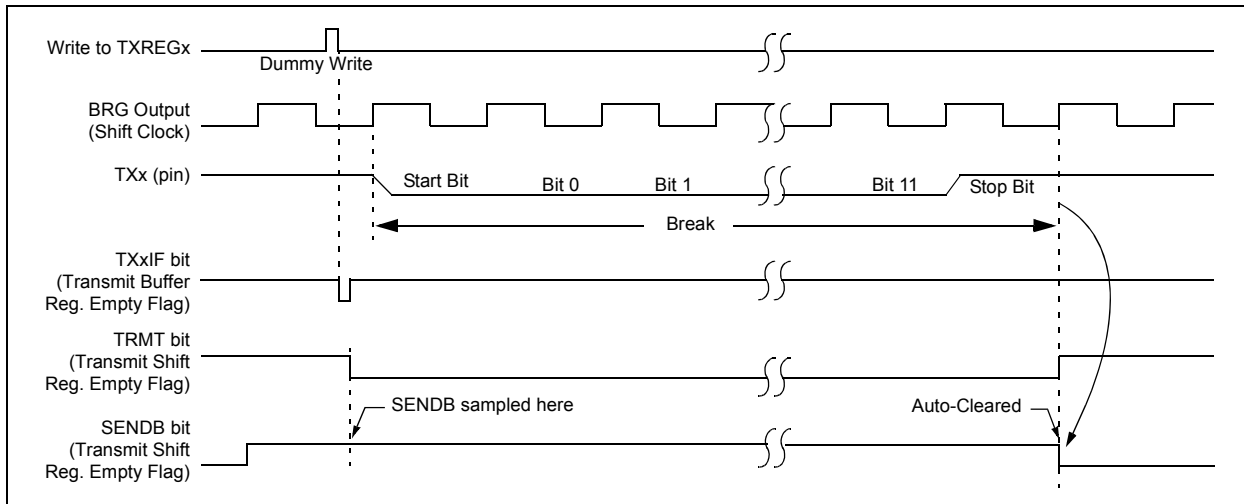 Write to TXREGx
Dummy Write
BRG Output
(Shift Clock)
TXx (pin)
Start Bit
Bit 0
Bit 1
Bit 11
Stop Bit
Break
TXxIF bit
(Transmit Buffer
Reg. Empty Flag)
TRMT bit
(Transmit Shift
Reg. Empty Flag)
SENDB sampled here
Auto-Cleared
SENDB bit
(Transmit Shift
Reg. Empty Flag)